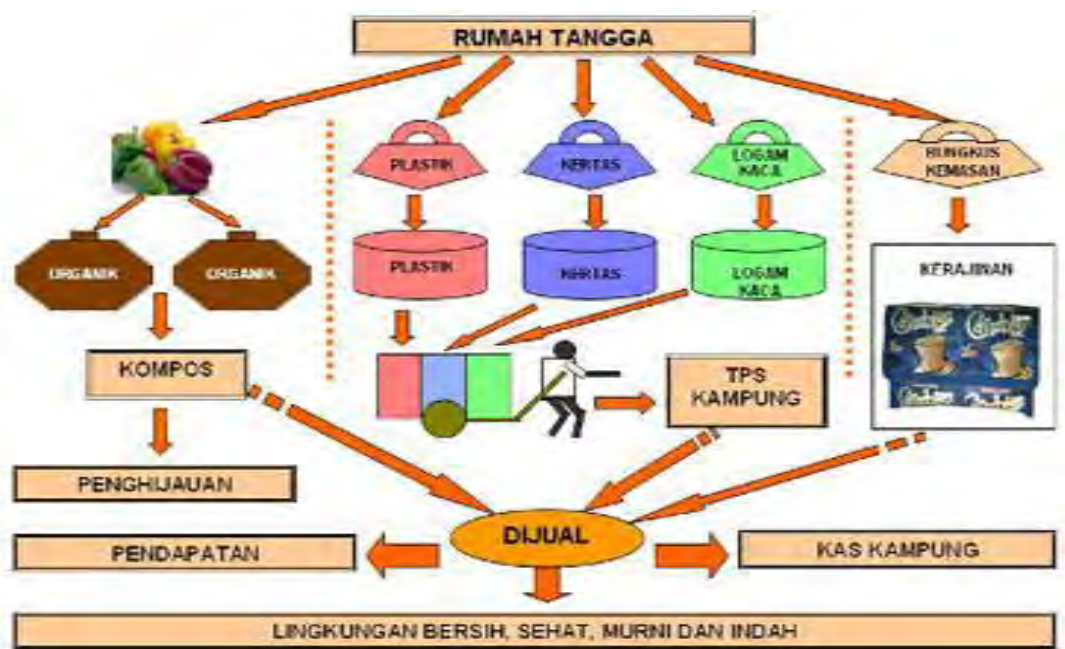 RUMAH TANGGA
PLASTIK
KERTAS
LOGAM
KACA
BUNGKUS
KEMASAN
ORGANIK
ORGANIK
PLASTIK
KERTAS
LOGAM
KACA
KERAJINAN
KOMPOS
TPS
KAMPUNG
PENGHIJAUAN
DIJUAL
PENDAPATAN
KAS KAMPUNG
LINGKUNGAN BERSIH, SEHAT, MURNI DAN INDAH